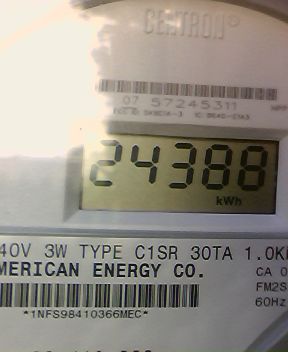 CENTRON®
07 57245311
24388
kWh
40V 3W TYPE C1SR 30TA 1.0K
MERICAN ENERGY CO.
CA 0
FM2S
60Hz
*1NFS98410366MEC*